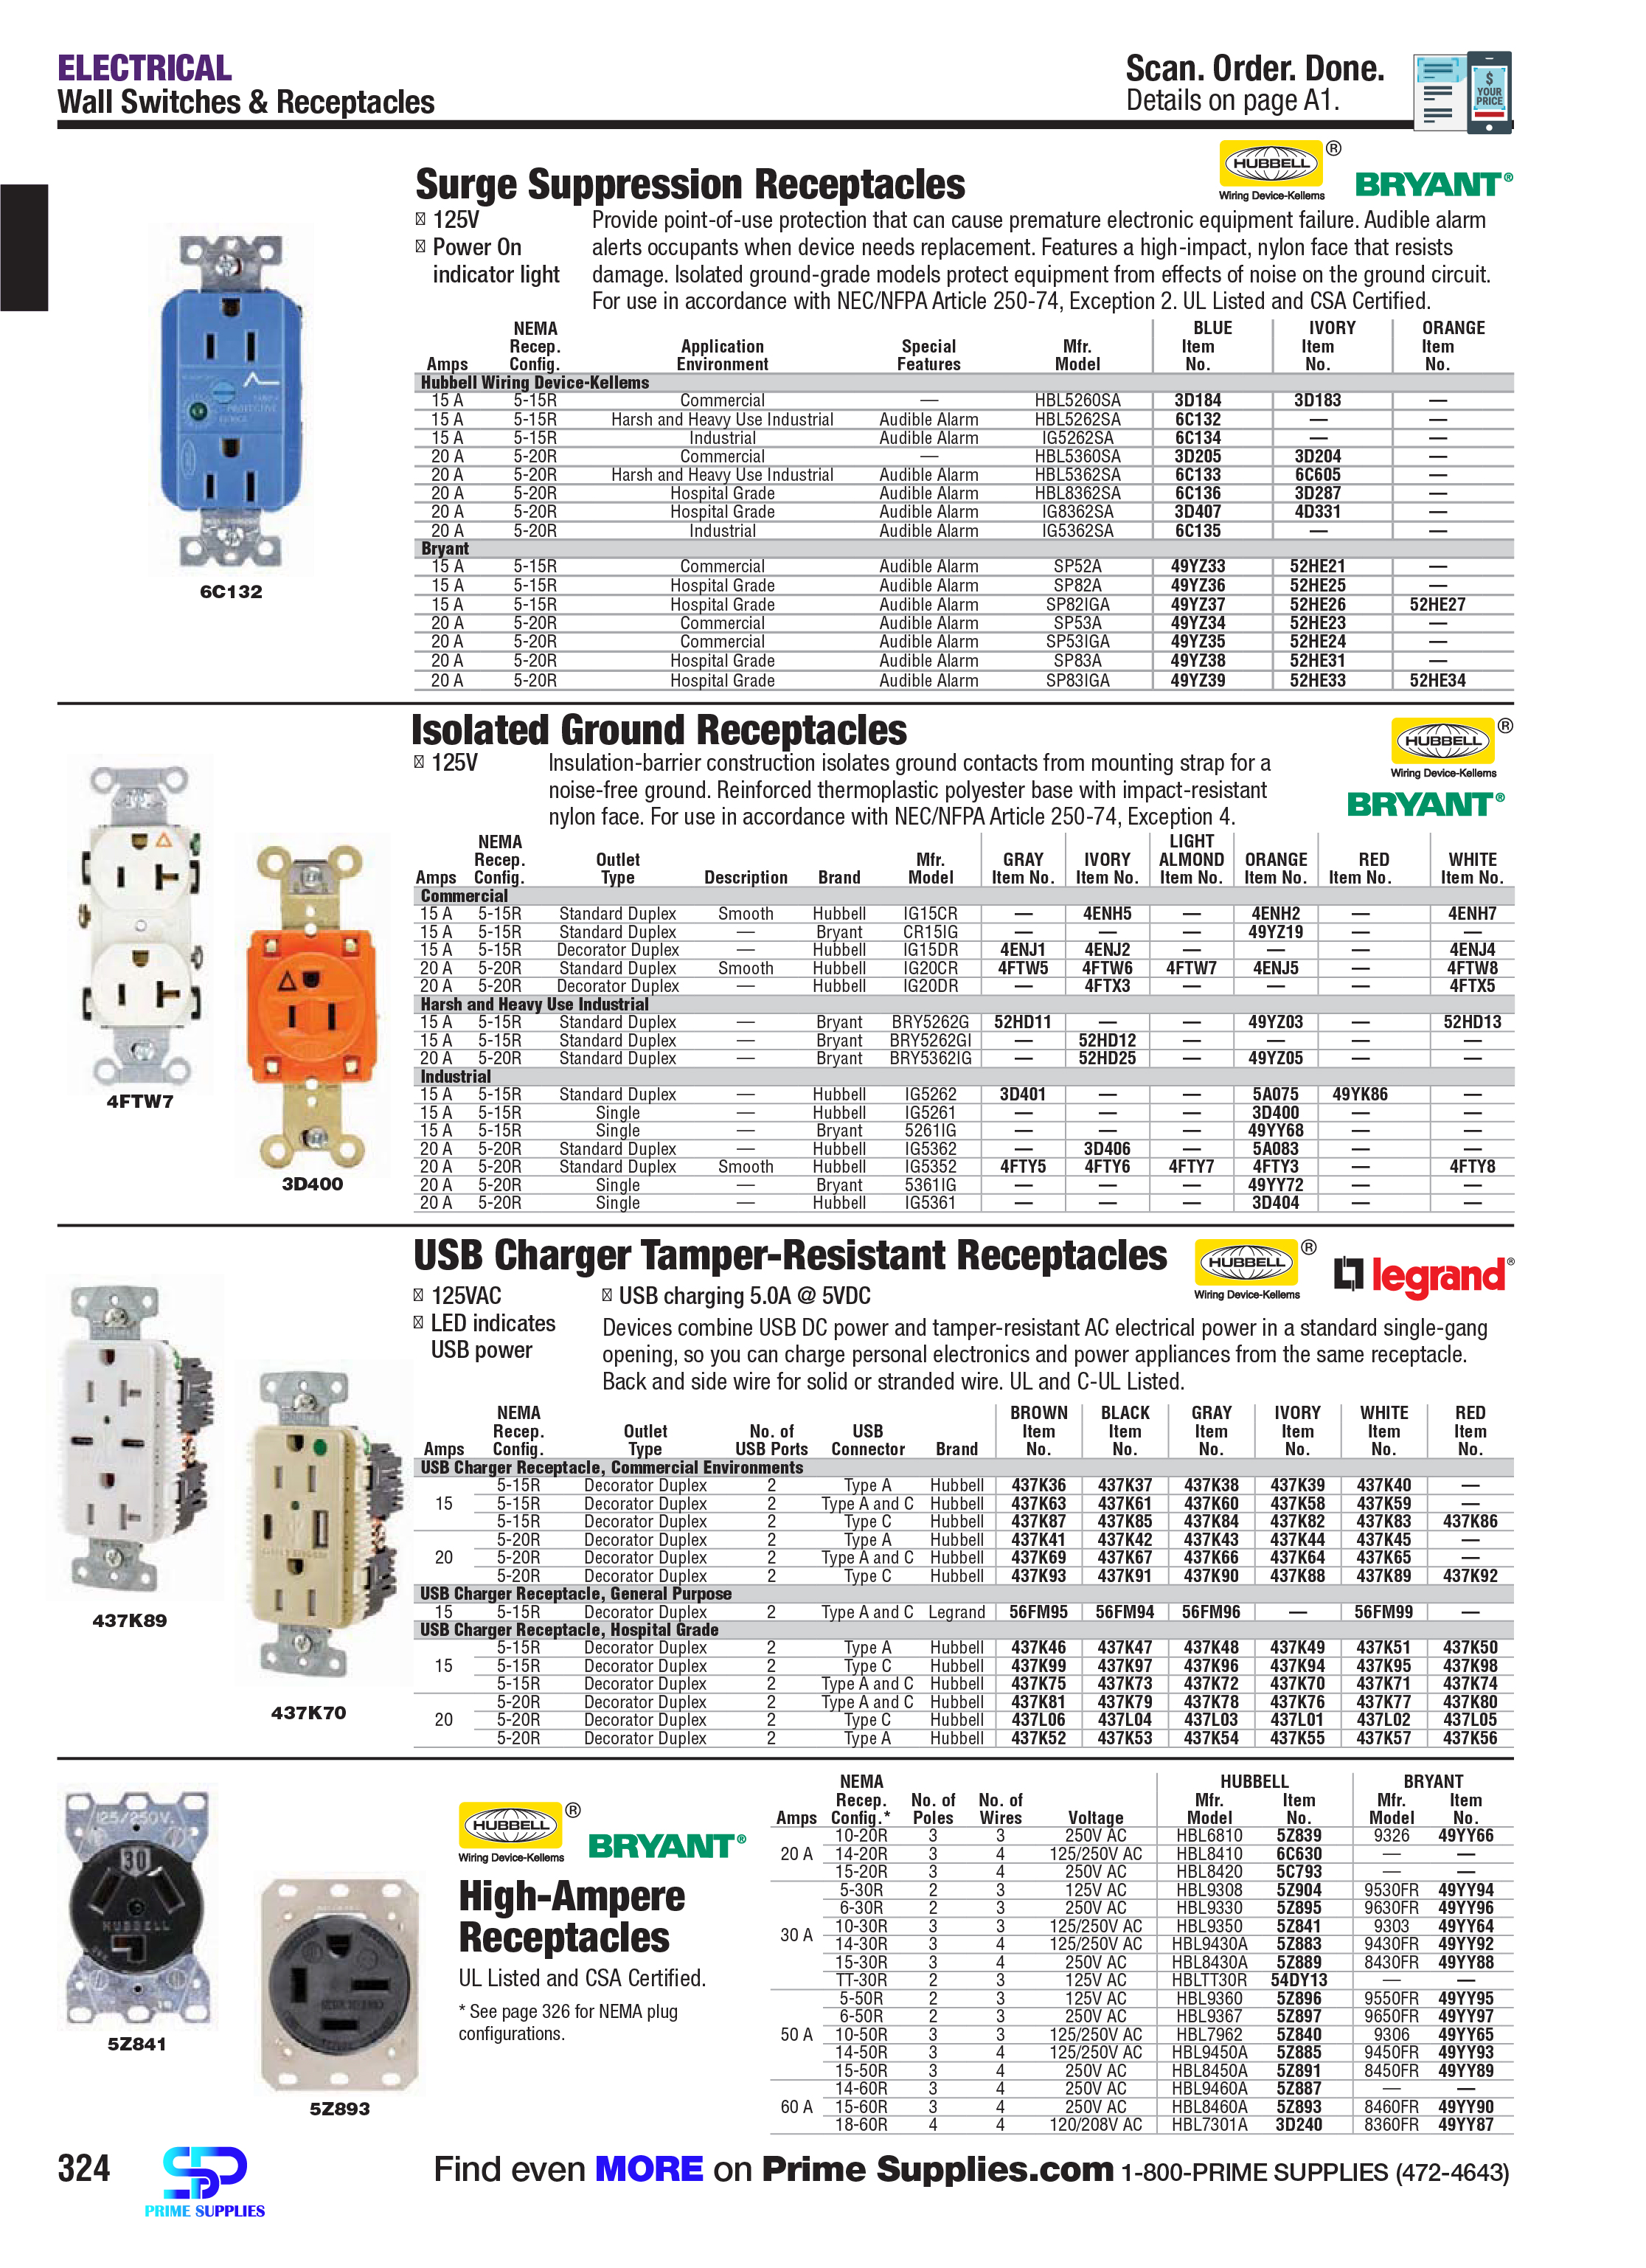 ELECTRICAL
Wall Switches & Receptacles
Scan. Order. Done.
Details on page A1.
$
YOUR
PRICE
Surge Suppression Receptacles
HUBBELL ®
Wiring Device-Kellems
BRYANT®
125V
Power On
indicator light
Provide point-of-use protection that can cause premature electronic equipment failure. Audible alarm
alerts occupants when device needs replacement. Features a high-impact, nylon face that resists
damage. Isolated ground-grade models protect equipment from effects of noise on the ground circuit.
For use in accordance with NEC/NFPA Article 250-74, Exception 2. UL Listed and CSA Certified.
Amps | NEMA Recep. Config. | Application Environment | Special Features | Mfr. Model | BLUE Item No. | IVORY Item No. | ORANGE Item No.
Hubbell Wiring Device-Kellems
15 A 5-15R Commercial — HBL5260SA 3D184 3D183 —
15 A 5-15R Harsh and Heavy Use Industrial Audible Alarm HBL5262SA 6C132 — —
15 A 5-15R Industrial Audible Alarm IG5262SA 6C134 — —
20 A 5-20R Commercial — HBL5360SA 3D205 3D204 —
20 A 5-20R Harsh and Heavy Use Industrial Audible Alarm HBL5362SA 6C133 6C605 —
20 A 5-20R Hospital Grade Audible Alarm HBL8362SA 6C136 3D287 —
20 A 5-20R Hospital Grade Audible Alarm IG8362SA 3D407 4D331 —
20 A 5-20R Industrial Audible Alarm IG5362SA 6C135 — —
Bryant
15 A 5-15R Commercial Audible Alarm SP52A 49YZ33 52HE21 —
15 A 5-15R Hospital Grade Audible Alarm SP82A 49YZ36 52HE25 —
15 A 5-15R Hospital Grade Audible Alarm SP82IGA 49YZ37 52HE26 52HE27
20 A 5-20R Commercial Audible Alarm SP53A 49YZ34 52HE23 —
20 A 5-20R Commercial Audible Alarm SP53IGA 49YZ35 52HE24 —
20 A 5-20R Hospital Grade Audible Alarm SP83A 49YZ38 52HE31 —
20 A 5-20R Hospital Grade Audible Alarm SP83IGA 49YZ39 52HE33 52HE34
6C132
Isolated Ground Receptacles
HUBBELL ®
Wiring Device-Kellems
BRYANT®
125V
Insulation-barrier construction isolates ground contacts from mounting strap for a
noise-free ground. Reinforced thermoplastic polyester base with impact-resistant
nylon face. For use in accordance with NEC/NFPA Article 250-74, Exception 4.
Amps | NEMA Recep. Config. | Outlet Type | Description | Brand | Mfr. Model | GRAY Item No. | IVORY Item No. | LIGHT ALMOND Item No. | ORANGE Item No. | RED Item No. | WHITE Item No.
Commercial
15 A 5-15R Standard Duplex Smooth Hubbell IG15CR — 4ENH5 — 4ENH2 — 4ENH7
15 A 5-15R Standard Duplex — Bryant CR15IG — — — 49YZ19 — —
15 A 5-15R Decorator Duplex — Hubbell IG15DR 4ENJ1 4ENJ2 — — — 4ENJ4
20 A 5-20R Standard Duplex Smooth Hubbell IG20CR 4FTW5 4FTW6 4FTW7 4ENJ5 — 4FTW8
20 A 5-20R Decorator Duplex — Hubbell IG20DR — 4FTX3 — — — 4FTX5
Harsh and Heavy Use Industrial
15 A 5-15R Standard Duplex — Bryant BRY5262G 52HD11 — — 49YZ03 — 52HD13
15 A 5-15R Standard Duplex — Bryant BRY5262GI — 52HD12 — — — —
20 A 5-20R Standard Duplex — Bryant BRY5362IG — 52HD25 — 49YZ05 — —
Industrial
15 A 5-15R Standard Duplex — Hubbell IG5262 3D401 — — 5A075 49YK86 —
15 A 5-15R Single — Hubbell IG5261 — — — 3D400 — —
15 A 5-15R Single — Bryant 5261IG — — — 49YY68 — —
20 A 5-20R Standard Duplex — Hubbell IG5362 — 3D406 — 5A083 — —
20 A 5-20R Standard Duplex Smooth Hubbell IG5352 4FTY5 4FTY6 4FTY7 4FTY3 — 4FTY8
20 A 5-20R Single — Bryant 5361IG — — — 49YY72 — —
20 A 5-20R Single — Hubbell IG5361 — — — 3D404 — —
4FTW7
3D400
USB Charger Tamper-Resistant Receptacles
HUBBELL ®
Wiring Device-Kellems
legrand®
125VAC
LED indicates
USB power
USB charging 5.0A @ 5VDC
Devices combine USB DC power and tamper-resistant AC electrical power in a standard single-gang
opening, so you can charge personal electronics and power appliances from the same receptacle.
Back and side wire for solid or stranded wire. UL and C-UL Listed.
Amps | NEMA Recep. Config. | Outlet Type | No. of USB Ports | USB Connector | Brand | BROWN Item No. | BLACK Item No. | GRAY Item No. | IVORY Item No. | WHITE Item No. | RED Item No.
USB Charger Receptacle, Commercial Environments
5-15R Decorator Duplex 2 Type A Hubbell 437K36 437K37 437K38 437K39 437K40 —
15 5-15R Decorator Duplex 2 Type A and C Hubbell 437K63 437K61 437K60 437K58 437K59 —
5-15R Decorator Duplex 2 Type C Hubbell 437K87 437K85 437K84 437K82 437K83 437K86
5-20R Decorator Duplex 2 Type A Hubbell 437K41 437K42 437K43 437K44 437K45 —
20 5-20R Decorator Duplex 2 Type A and C Hubbell 437K69 437K67 437K66 437K64 437K65 —
5-20R Decorator Duplex 2 Type C Hubbell 437K93 437K91 437K90 437K88 437K89 437K92
USB Charger Receptacle, General Purpose
15 5-15R Decorator Duplex 2 Type A and C Legrand 56FM95 56FM94 56FM96 — 56FM99 —
USB Charger Receptacle, Hospital Grade
5-15R Decorator Duplex 2 Type A Hubbell 437K46 437K47 437K48 437K49 437K51 437K50
15 5-15R Decorator Duplex 2 Type C Hubbell 437K99 437K97 437K96 437K94 437K95 437K98
5-15R Decorator Duplex 2 Type A and C Hubbell 437K75 437K73 437K72 437K70 437K71 437K74
5-20R Decorator Duplex 2 Type A and C Hubbell 437K81 437K79 437K78 437K76 437K77 437K80
20 5-20R Decorator Duplex 2 Type C Hubbell 437L06 437L04 437L03 437L01 437L02 437L05
5-20R Decorator Duplex 2 Type A Hubbell 437K52 437K53 437K54 437K55 437K57 437K56
437K89
437K70
125/250V
30
HUBBELL
5Z841
5Z893
HUBBELL ®
Wiring Device-Kellems
BRYANT®
High-Ampere
Receptacles
UL Listed and CSA Certified.
* See page 326 for NEMA plug
configurations.
Amps | NEMA Recep. Config.* | No. of Poles | No. of Wires | Voltage | HUBBELL Mfr. Model | Item No. | BRYANT Mfr. Model | Item No.
10-20R 3 3 250V AC HBL6810 5Z839 9326 49YY66
20 A 14-20R 3 4 125/250V AC HBL8410 6C630 — —
15-20R 3 4 250V AC HBL8420 5C793 — —
5-30R 2 3 125V AC HBL9308 5Z904 9530FR 49YY94
6-30R 2 3 250V AC HBL9330 5Z895 9630FR 49YY96
10-30R 3 3 125/250V AC HBL9350 5Z841 9303 49YY64
30 A 14-30R 3 4 125/250V AC HBL9430A 5Z883 9430FR 49YY92
15-30R 3 4 250V AC HBL8430A 5Z889 8430FR 49YY88
TT-30R 2 3 125V AC HBLTT30R 54DY13 — —
5-50R 2 3 125V AC HBL9360 5Z896 9550FR 49YY95
6-50R 2 3 250V AC HBL9367 5Z897 9650FR 49YY97
50 A 10-50R 3 3 125/250V AC HBL7962 5Z840 9306 49YY65
14-50R 3 4 125/250V AC HBL9450A 5Z885 9450FR 49YY93
15-50R 3 4 250V AC HBL8450A 5Z891 8450FR 49YY89
14-60R 3 4 250V AC HBL9460A 5Z887 — —
60 A 15-60R 3 4 250V AC HBL8460A 5Z893 8460FR 49YY90
18-60R 4 4 120/208V AC HBL7301A 3D240 8360FR 49YY87
324
PRIME SUPPLIES
Find even MORE on Prime Supplies.com 1-800-PRIME SUPPLIES (472-4643)